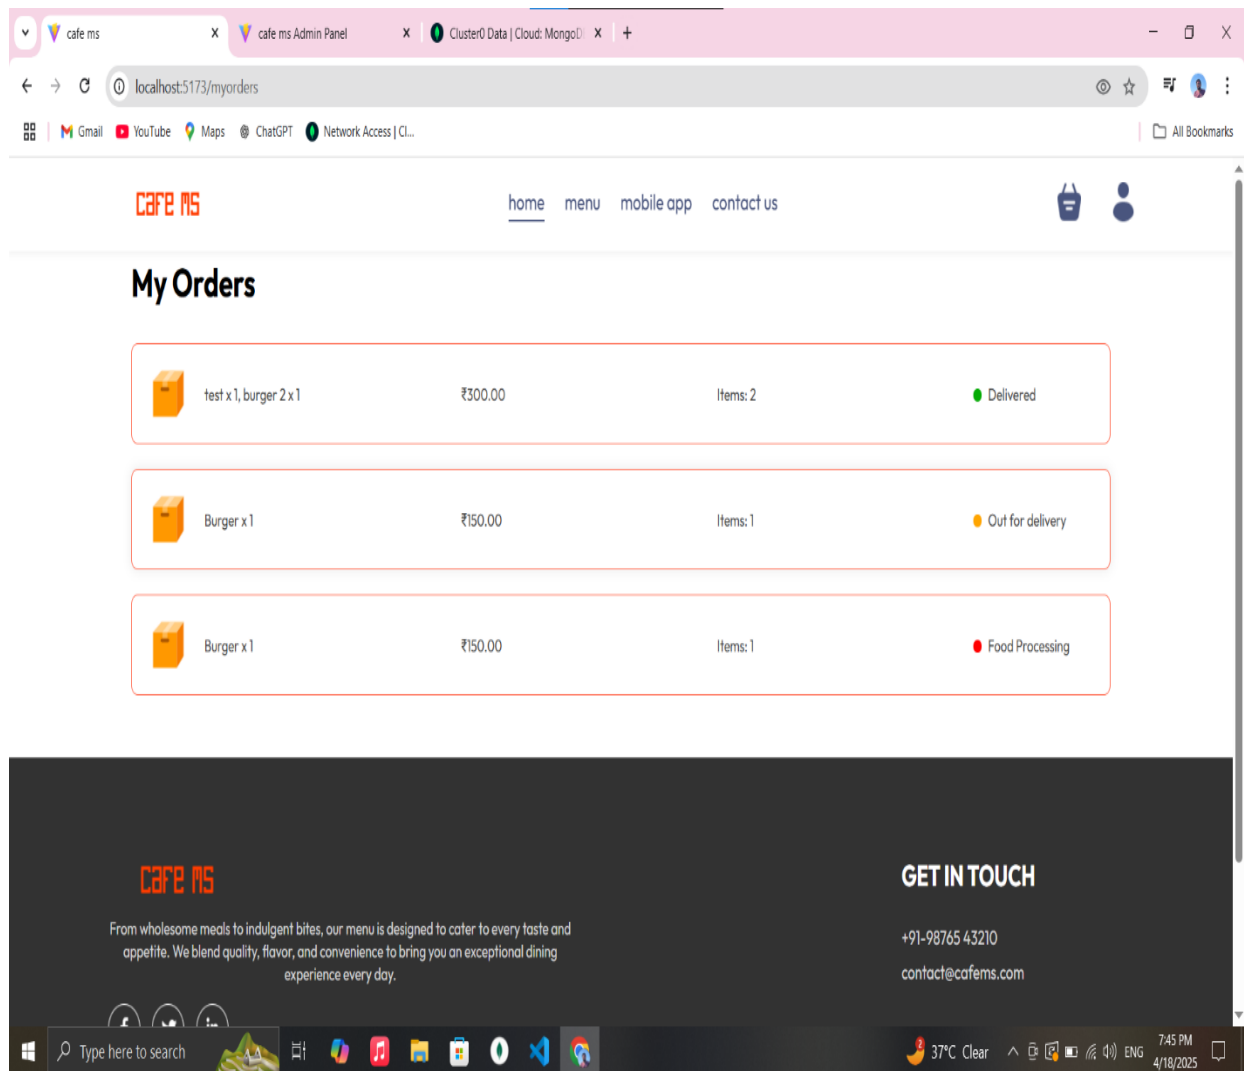 cafe ms
cafe ms Admin Panel
Cluster0 Data | Cloud: MongoD
localhost:5173/myorders
Gmail
YouTube
Maps
ChatGPT
Network Access | Cl...
All Bookmarks
cafe ms
home menu mobile app contact us
My Orders
test x 1, burger 2 x 1 ₹300.00 Items: 2 Delivered
Burger x 1 ₹150.00 Items: 1 Out for delivery
Burger x 1 ₹150.00 Items: 1 Food Processing
cafe ms
From wholesome meals to indulgent bites, our menu is designed to cater to every taste and
appetite. We blend quality, flavor, and convenience to bring you an exceptional dining
experience every day.
GET IN TOUCH
+91-98765 43210
contact@cafems.com
Type here to search
2
37°C Clear
ENG
7:45 PM
4/18/2025